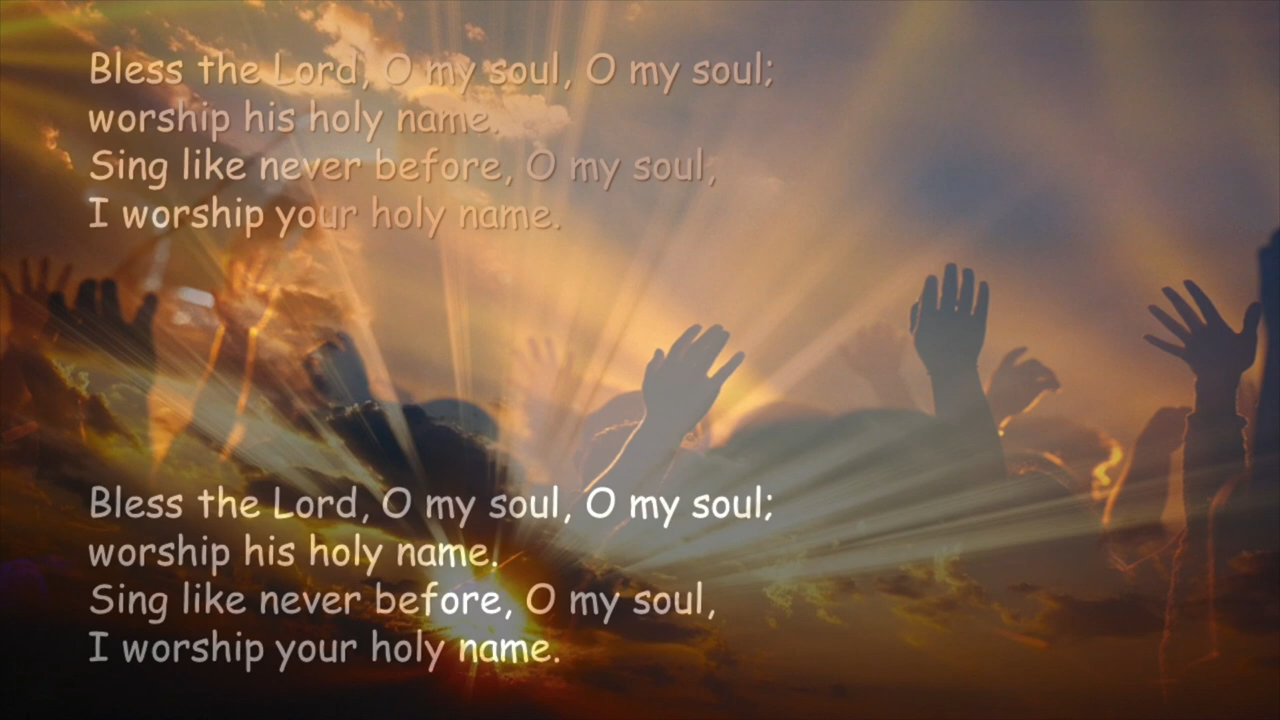 Bless the Lord, O my soul, O my soul;
worship his holy name.
Sing like never before, O my soul;
I worship your holy name.
Bless the Lord, O my soul, O my soul;
worship his holy name.
Sing like never before, O my soul,
I worship your holy name.